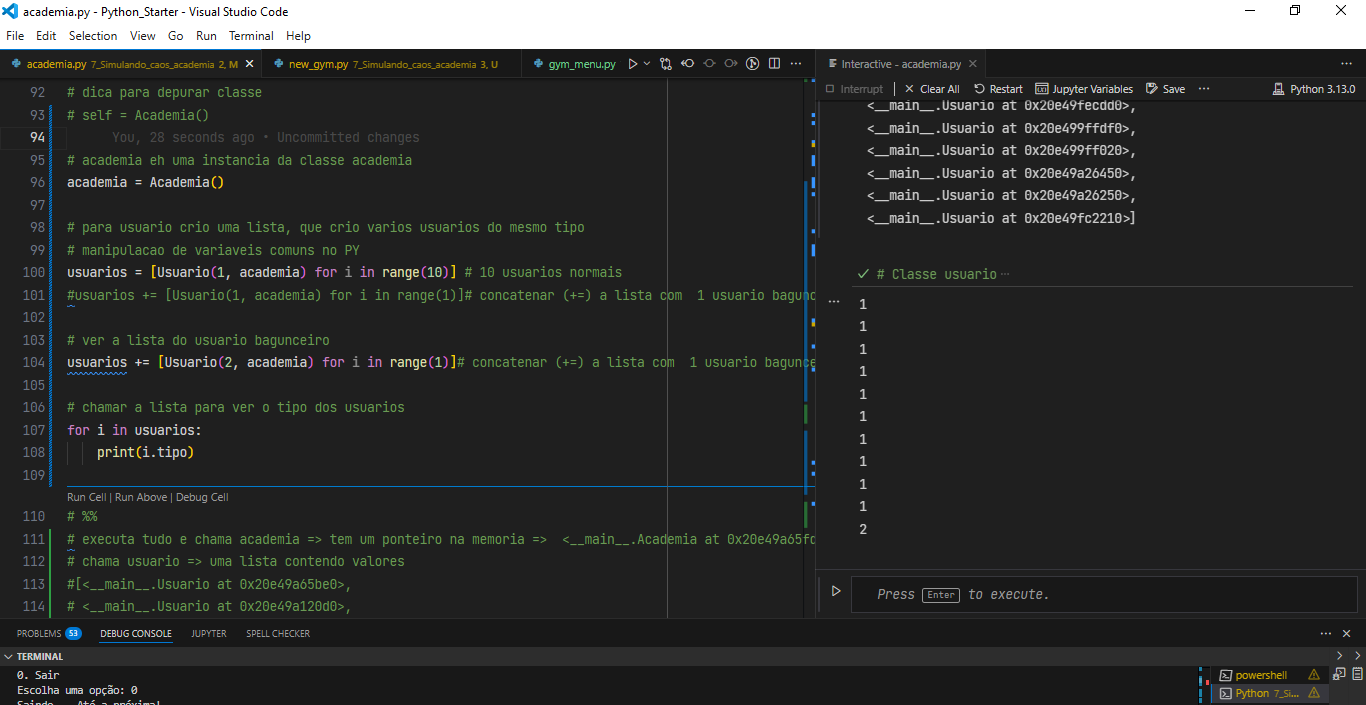 academia.py - Python_Starter - Visual Studio Code
File Edit Selection View Go Run Terminal Help
academia.py 7_Simulando_caos_academia 2, M
new_gym.py 7_Simulando_caos_academia 3, U
gym_menu.py
Interactive - academia.py
92 # dica para depurar classe
93 # self = Academia()
94 You, 28 seconds ago • Uncommitted changes
95 # academia eh uma instancia da classe academia
96 academia = Academia()
97
98 # para usuario crio uma lista, que crio varios usuarios do mesmo tipo
99 # manipulacao de variaveis comuns no PY
100 usuarios = [Usuario(1, academia) for i in range(10)] # 10 usuarios normais
101 #usuarios += [Usuario(1, academia) for i in range(1)]# concatenar (+=) a lista com  1 usuario bagunc
102
103 # ver a lista do usuario bagunceiro
104 usuarios += [Usuario(2, academia) for i in range(1)]# concatenar (+=) a lista com  1 usuario bagunce
105
106 # chamar a lista para ver o tipo dos usuarios
107 for i in usuarios:
108     print(i.tipo)
109
Run Cell | Run Above | Debug Cell
110 # %%
111 # executa tudo e chama academia => tem um ponteiro na memoria =>  <__main__.Academia at 0x20e49a65fd
112 # chama usuario => uma lista contendo valores
113 #[<__main__.Usuario at 0x20e49a65be0>,
114 # <__main__.Usuario at 0x20e49a120d0>,
Interrupt | Clear All Restart Jupyter Variables Save ··· Python 3.13.0
<__main__.Usuario at 0x20e49fecdd0>,
<__main__.Usuario at 0x20e499ffdf0>,
<__main__.Usuario at 0x20e499ff020>,
<__main__.Usuario at 0x20e49a26450>,
<__main__.Usuario at 0x20e49a26250>,
<__main__.Usuario at 0x20e49fc2210>]
# Classe usuario ···
1
1
1
1
1
1
1
1
1
1
2
Press Enter to execute.
PROBLEMS 53 DEBUG CONSOLE JUPYTER SPELL CHECKER
TERMINAL
0. Sair
Escolha uma opção: 0
Saindo... Até a próxima!
powershell
Python 7_Si...